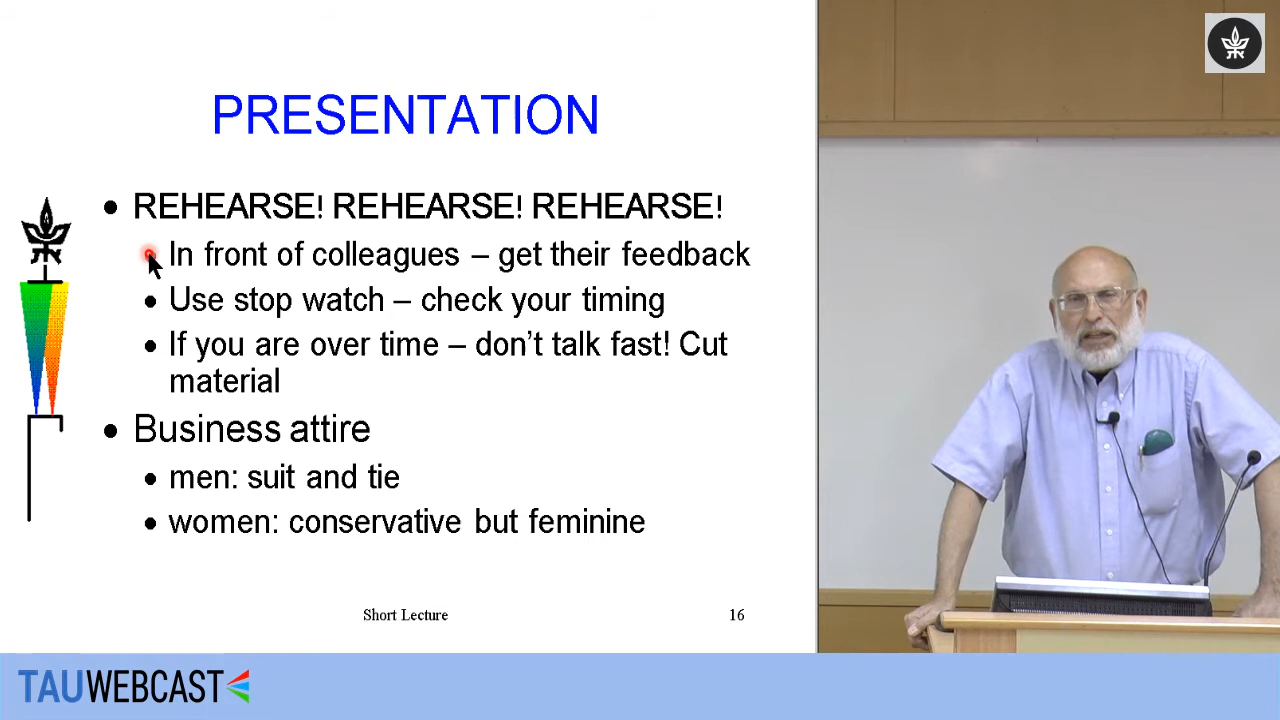 PRESENTATION
• REHEARSE! REHEARSE! REHEARSE!
• In front of colleagues – get their feedback
• Use stop watch – check your timing
• If you are over time – don't talk fast! Cut
material
• Business attire
• men: suit and tie
• women: conservative but feminine
Short Lecture
16
TAUWEBCAST